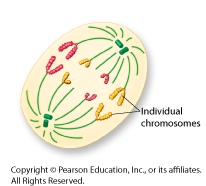 Individual
chromosomes
Copyright © Pearson Education, Inc., or its affiliates.
All Rights Reserved.